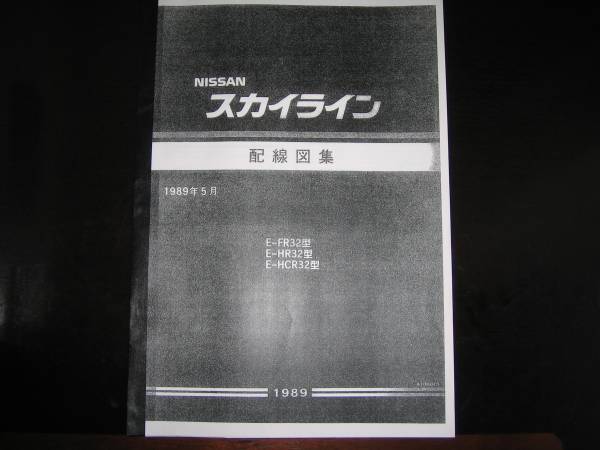 NISSAN
スカイライン
配線図集
1989年5月
E-FR32型
E-HR32型
E-HCR32型
1989